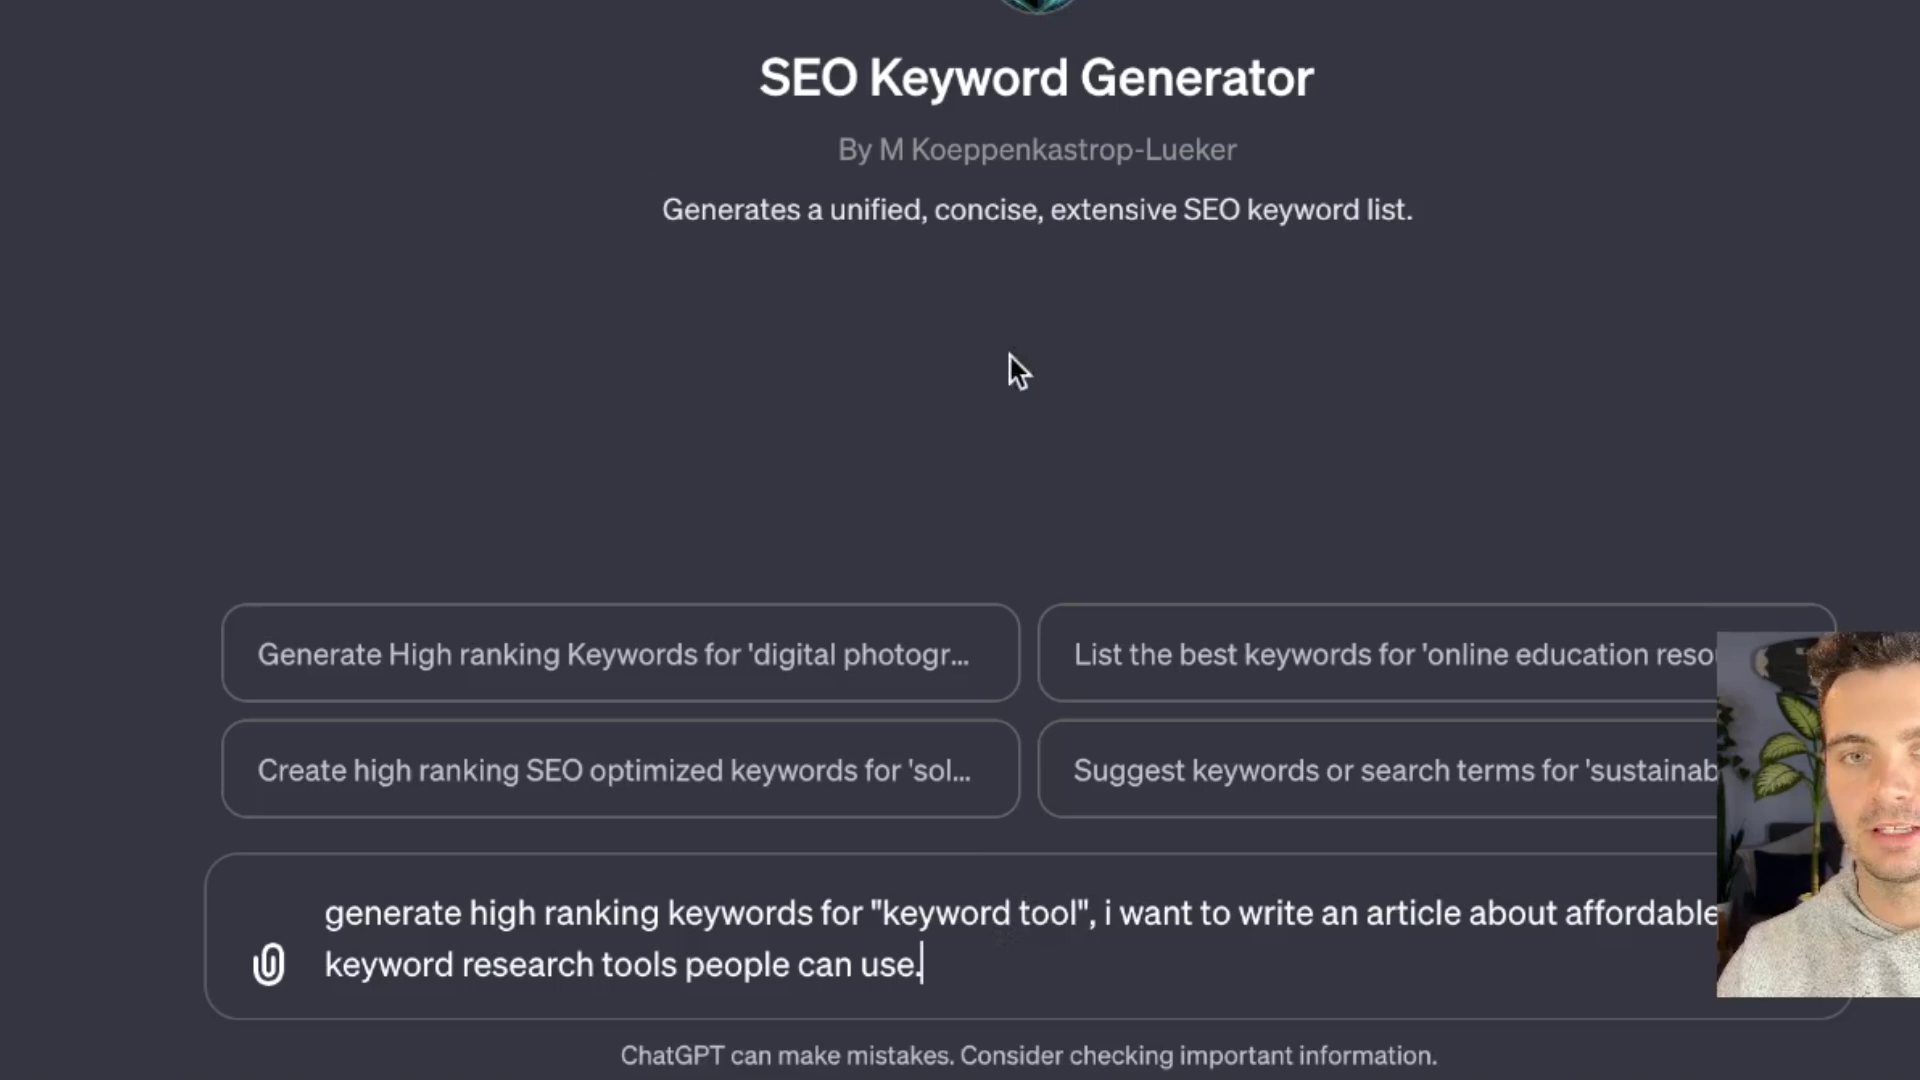 SEO Keyword Generator
By M Koeppenkastrop-Lueker
Generates a unified, concise, extensive SEO keyword list.
Generate High ranking Keywords for 'digital photogr...
List the best keywords for 'online education
Create high ranking SEO optimized keywords for 'sol...
Suggest keywords or search terms for
generate high ranking keywords for "keyword tool", i want to write an article about affordable
keyword research tools people can use.
ChatGPT can make mistakes. Consider checking important information.